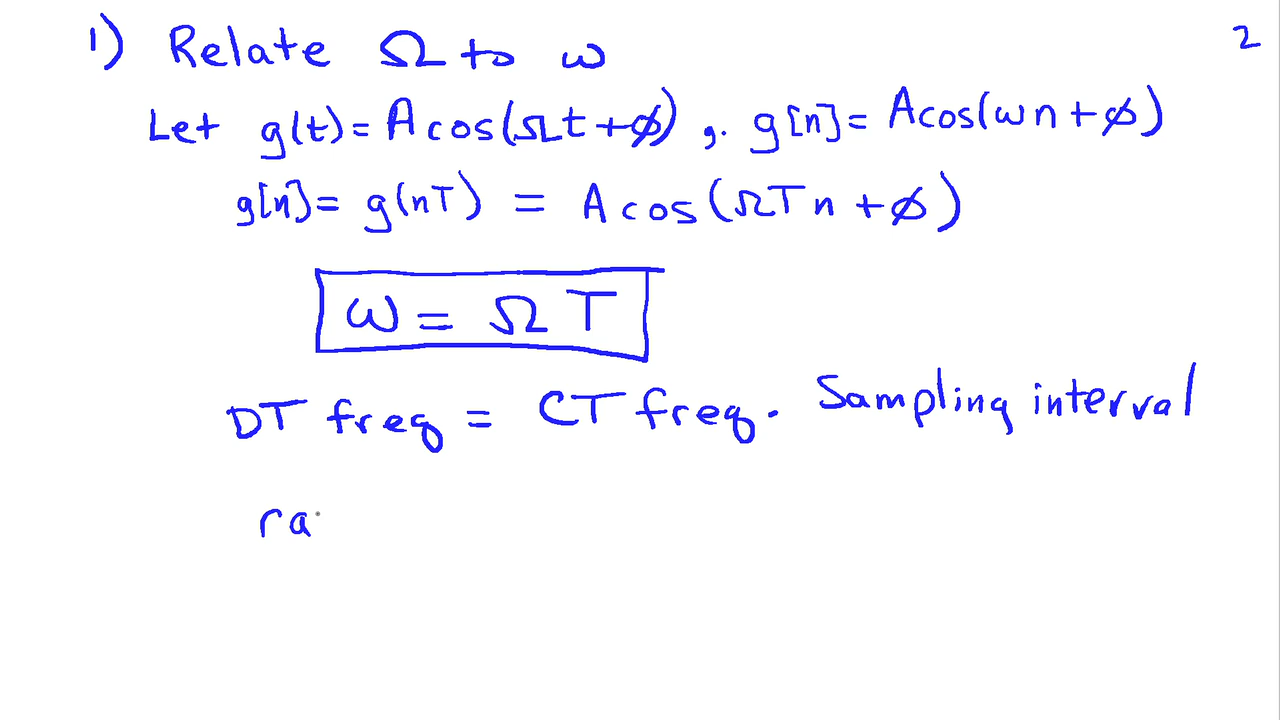 1) Relate Ω to ω
2
Let g(t) = A cos(Ωt + ϕ), g[n] = A cos(ωn + ϕ)
g[n] = g(nT) = A cos(ΩTn + ϕ)
ω = ΩT
DT freq = CT freq · Sampling interval
ra